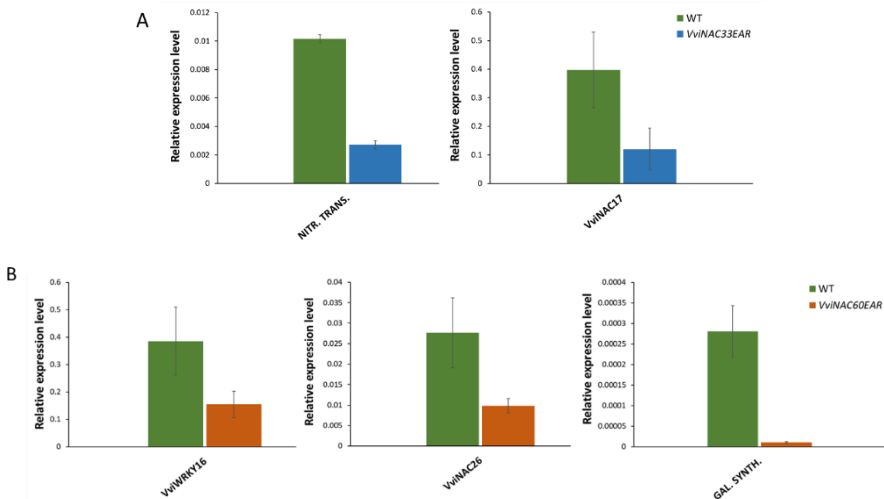 A
Relative expression level
0.012
0.01
0.008
0.006
0.004
0.002
0
NITR. TRANS.
Relative expression level
0.6
0.5
0.4
0.3
0.2
0.1
0
VviNAC17
WT
VviNAC33EAR
B
Relative expression level
0.6
0.5
0.4
0.3
0.2
0.1
0
VviWRKY16
Relative expression level
0.04
0.035
0.03
0.025
0.02
0.015
0.01
0.005
0
VviNAC26
Relative expression level
0.0004
0.00035
0.0003
0.00025
0.0002
0.00015
0.0001
0.00005
0
GAL. SYNTH.
WT
VviNAC60EAR